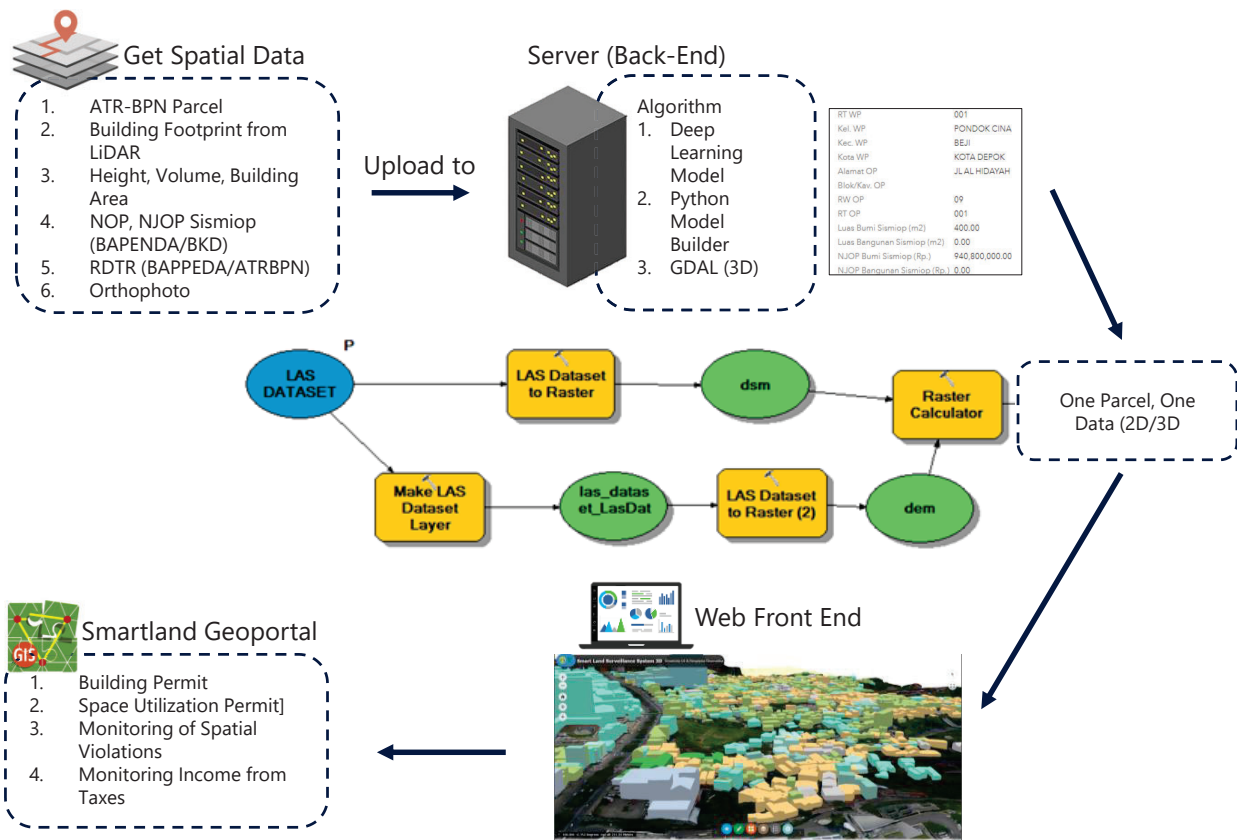 Get Spatial Data
1. ATR-BPN Parcel
2. Building Footprint from
LiDAR
3. Height, Volume, Building
Area
4. NOP, NJOP Sismiop
(BAPENDA/BKD)
5. RDTR (BAPPEDA/ATRBPN)
6. Orthophoto
Upload to
Server (Back-End)
Algorithm
1. Deep
Learning
Model
2. Python
Model
Builder
3. GDAL (3D)
RT WP 001
Kel. WP PONDOK CINA
Kec. WP BEJI
Kota WP KOTA DEPOK
Alamat OP JL AL HIDAYAH
Blok/Kav. OP
RW OP 09
RT OP 001
Luas Bumi Sismiop (m2) 400.00
Luas Bangunan Sismiop (m2) 0.00
NJOP Bumi Sismiop (Rp.) 940,800,000.00
NJOP Bangunan Sismiop (Rp.) 0.00
P
LAS
DATASET
LAS Dataset
to Raster
dsm
Raster
Calculator
One Parcel, One
Data (2D/3D
Make LAS
Dataset
Layer
las_datas
et_LasDat
LAS Dataset
to Raster (2)
dem
Web Front End
Smart Land Surveillance System 3D
GIS
Smartland Geoportal
1. Building Permit
2. Space Utilization Permit]
3. Monitoring of Spatial
Violations
4. Monitoring Income from
Taxes